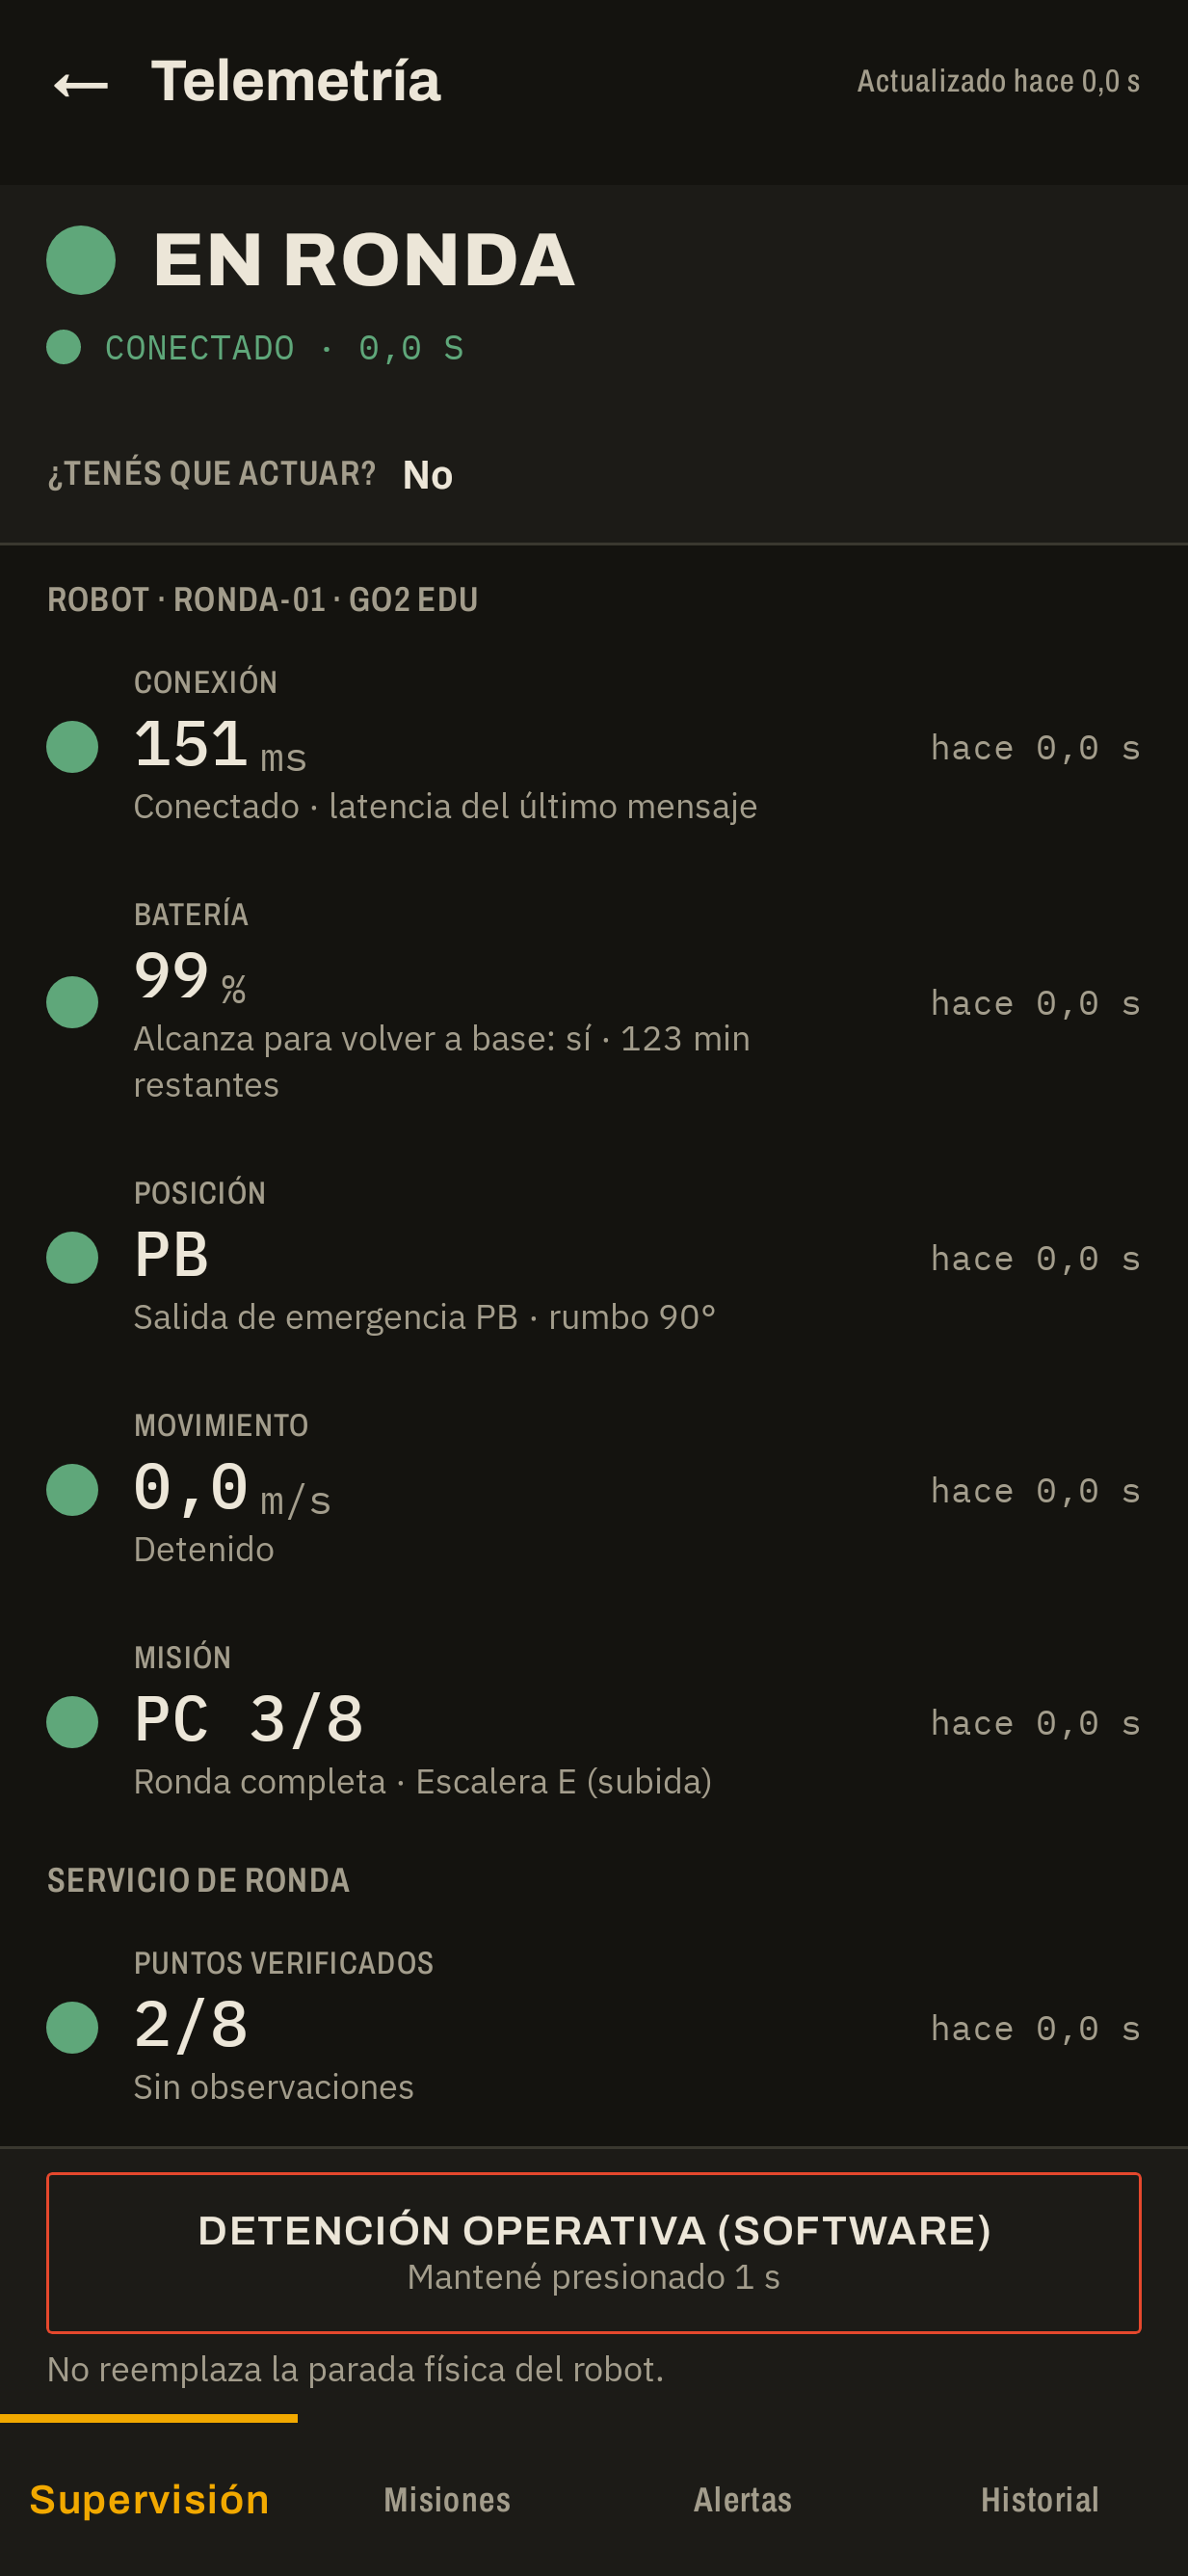 ← Telemetría
Actualizado hace 0,0 s
EN RONDA
CONECTADO · 0,0 S
¿TENÉS QUE ACTUAR? No
ROBOT · RONDA-01 · GO2 EDU
CONEXIÓN
151 ms
hace 0,0 s
Conectado · latencia del último mensaje
BATERÍA
99 %
hace 0,0 s
Alcanza para volver a base: sí · 123 min
restantes
POSICIÓN
PB
hace 0,0 s
Salida de emergencia PB · rumbo 90°
MOVIMIENTO
0,0 m/s
hace 0,0 s
Detenido
MISIÓN
PC 3/8
hace 0,0 s
Ronda completa · Escalera E (subida)
SERVICIO DE RONDA
PUNTOS VERIFICADOS
2/8
hace 0,0 s
Sin observaciones
DETENCIÓN OPERATIVA (SOFTWARE)
Mantené presionado 1 s
No reemplaza la parada física del robot.
Supervisión
Misiones
Alertas
Historial